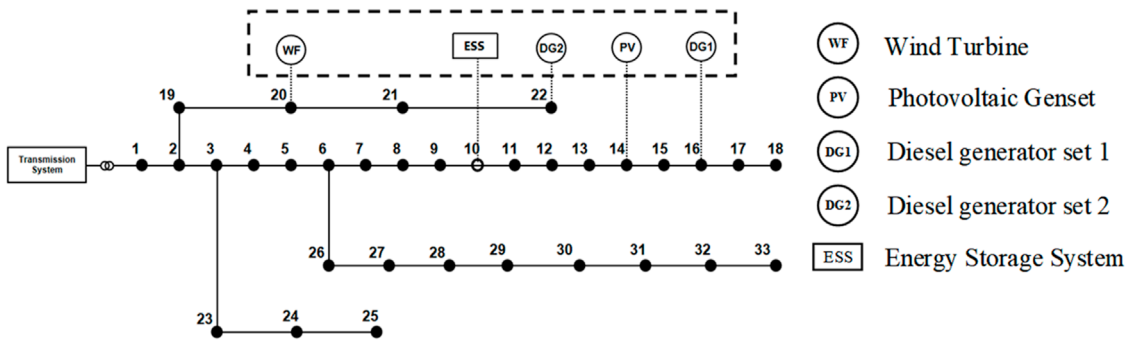 WF
ESS
DG2
PV
DG1
19
20
21
22
Transmission
System
1
2
3
4
5
6
7
8
9
10
11
12
13
14
15
16
17
18
26
27
28
29
30
31
32
33
23
24
25
WF Wind Turbine
PV Photovoltaic Genset
DG1 Diesel generator set 1
DG2 Diesel generator set 2
ESS Energy Storage System